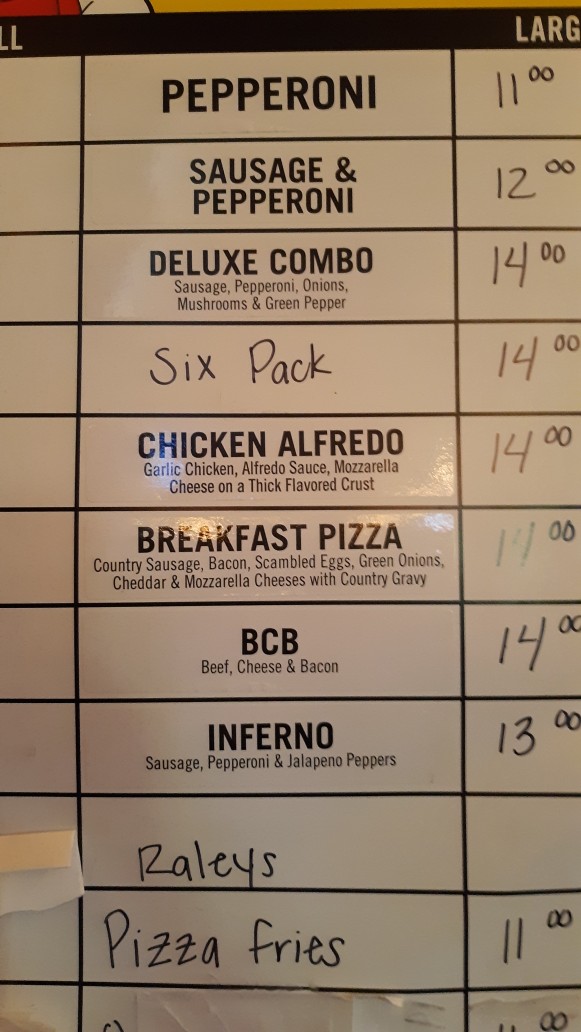 LL LARG
PEPPERONI 11 00
SAUSAGE & 12 00
PEPPERONI
DELUXE COMBO 14 00
Sausage, Pepperoni, Onions,
Mushrooms & Green Pepper
Six Pack 14 00
CHICKEN ALFREDO 14 00
Garlic Chicken, Alfredo Sauce, Mozzarella
Cheese on a Thick Flavored Crust
BREAKFAST PIZZA 14 00
Country Sausage, Bacon, Scambled Eggs, Green Onions,
Cheddar & Mozzarella Cheeses with Country Gravy
BCB 14 00
Beef, Cheese & Bacon
INFERNO 13 00
Sausage, Pepperoni & Jalapeno Peppers
Raleys
Pizza fries 11 00